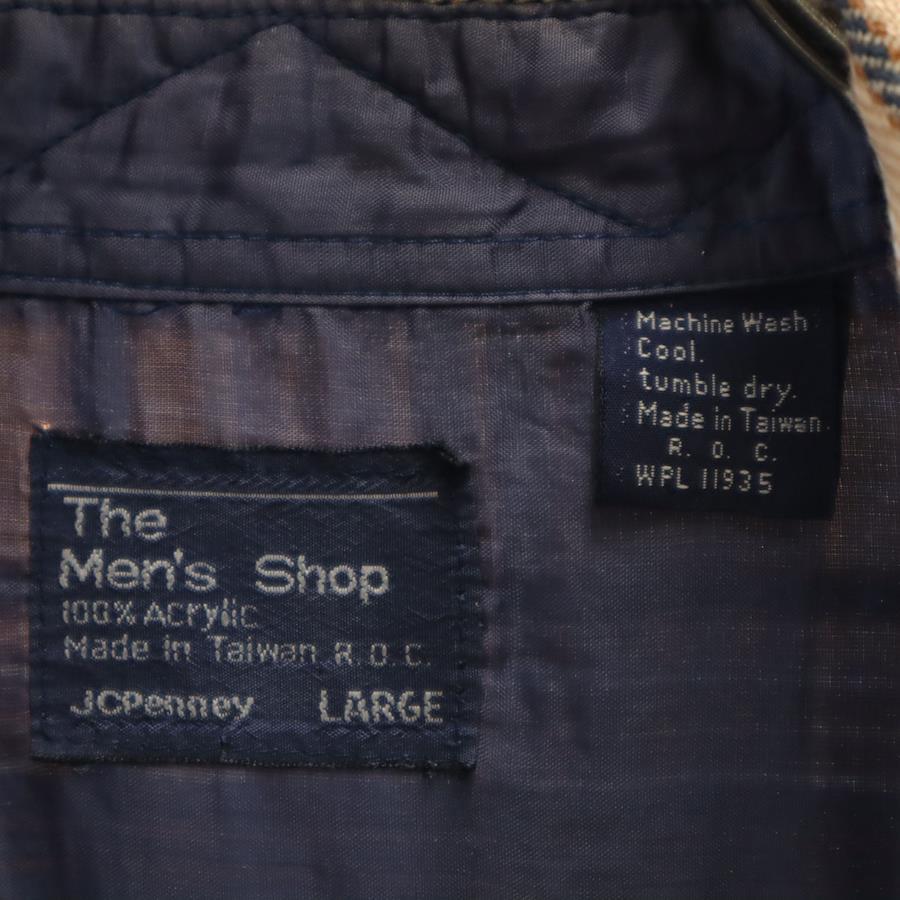 The
Men's Shop
100% Acrylic
Made in Taiwan R.O.C.
JCPenney LARGE
Machine Wash
Cool.
tumble dry.
Made in Taiwan.
R. O. C.
WPL 11935